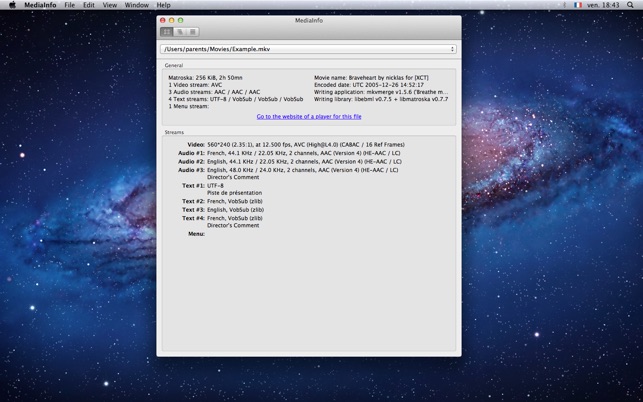 MediaInfo File Edit View Window Help ven. 18:43
MediaInfo
/Users/parents/Movies/Example.mkv
General
Matroska: 256 KiB, 2h 50mn
1 Video stream: AVC
3 Audio streams: AAC / AAC / AAC
4 Text streams: UTF-8 / VobSub / VobSub / VobSub
1 Menu stream:
Movie name: Braveheart by nicklas for [XCT]
Encoded date: UTC 2005-12-26 14:52:17
Writing application: mkvmerge v1.5.6 ('Breathe m...
Writing library: libebml v0.7.5 + libmatroska v0.7.7
Go to the website of a player for this file
Streams
Video: 560*240 (2.35:1), at 12.500 fps, AVC (High@L4.0) (CABAC / 16 Ref Frames)
Audio #1: French, 44.1 KHz / 22.05 KHz, 2 channels, AAC (Version 4) (HE-AAC / LC)
Audio #2: English, 44.1 KHz / 22.05 KHz, 2 channels, AAC (Version 4) (HE-AAC / LC)
Audio #3: English, 48.0 KHz / 24.0 KHz, 2 channels, AAC (Version 4) (HE-AAC / LC)
Director's Comment
Text #1: UTF-8
Piste de présentation
Text #2: French, VobSub (zlib)
Text #3: English, VobSub (zlib)
Text #4: French, VobSub (zlib)
Director's Comment
Menu: